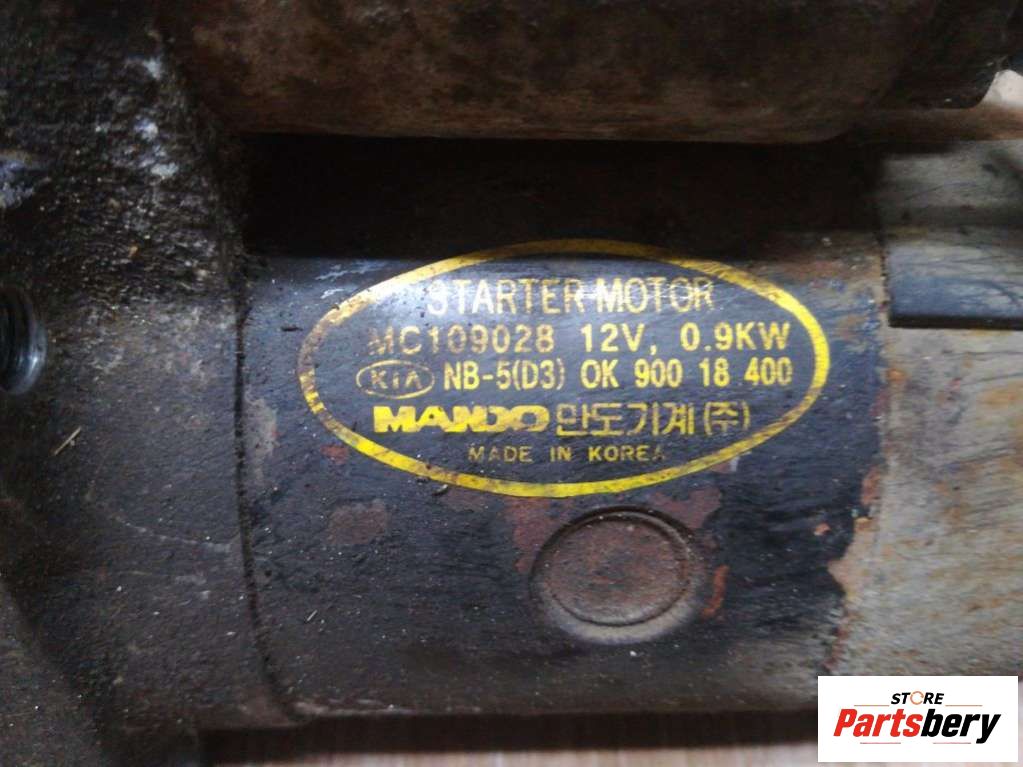 STARTER MOTOR
MC109028 12V, 0.9KW
KIA NB-5(D3) OK 900 18 400
MANDO 만도기계(주)
MADE IN KOREA
STORE
Partsbery